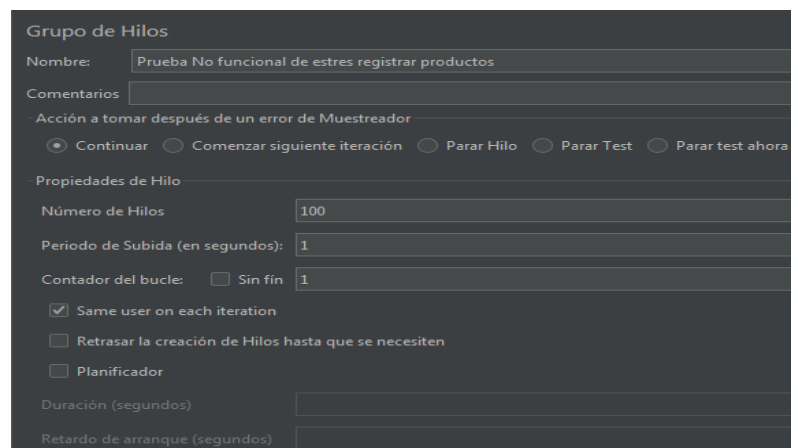 Grupo de Hilos
Nombre: Prueba No funcional de estres registrar productos
Comentarios
Acción a tomar después de un error de Muestreador
Continuar Comenzar siguiente iteración Parar Hilo Parar Test Parar test ahora
Propiedades de Hilo
Número de Hilos 100
Periodo de Subida (en segundos): 1
Contador del bucle: Sin fín 1
Same user on each iteration
Retrasar la creación de Hilos hasta que se necesiten
Planificador
Duración (segundos)
Retardo de arranque (segundos)